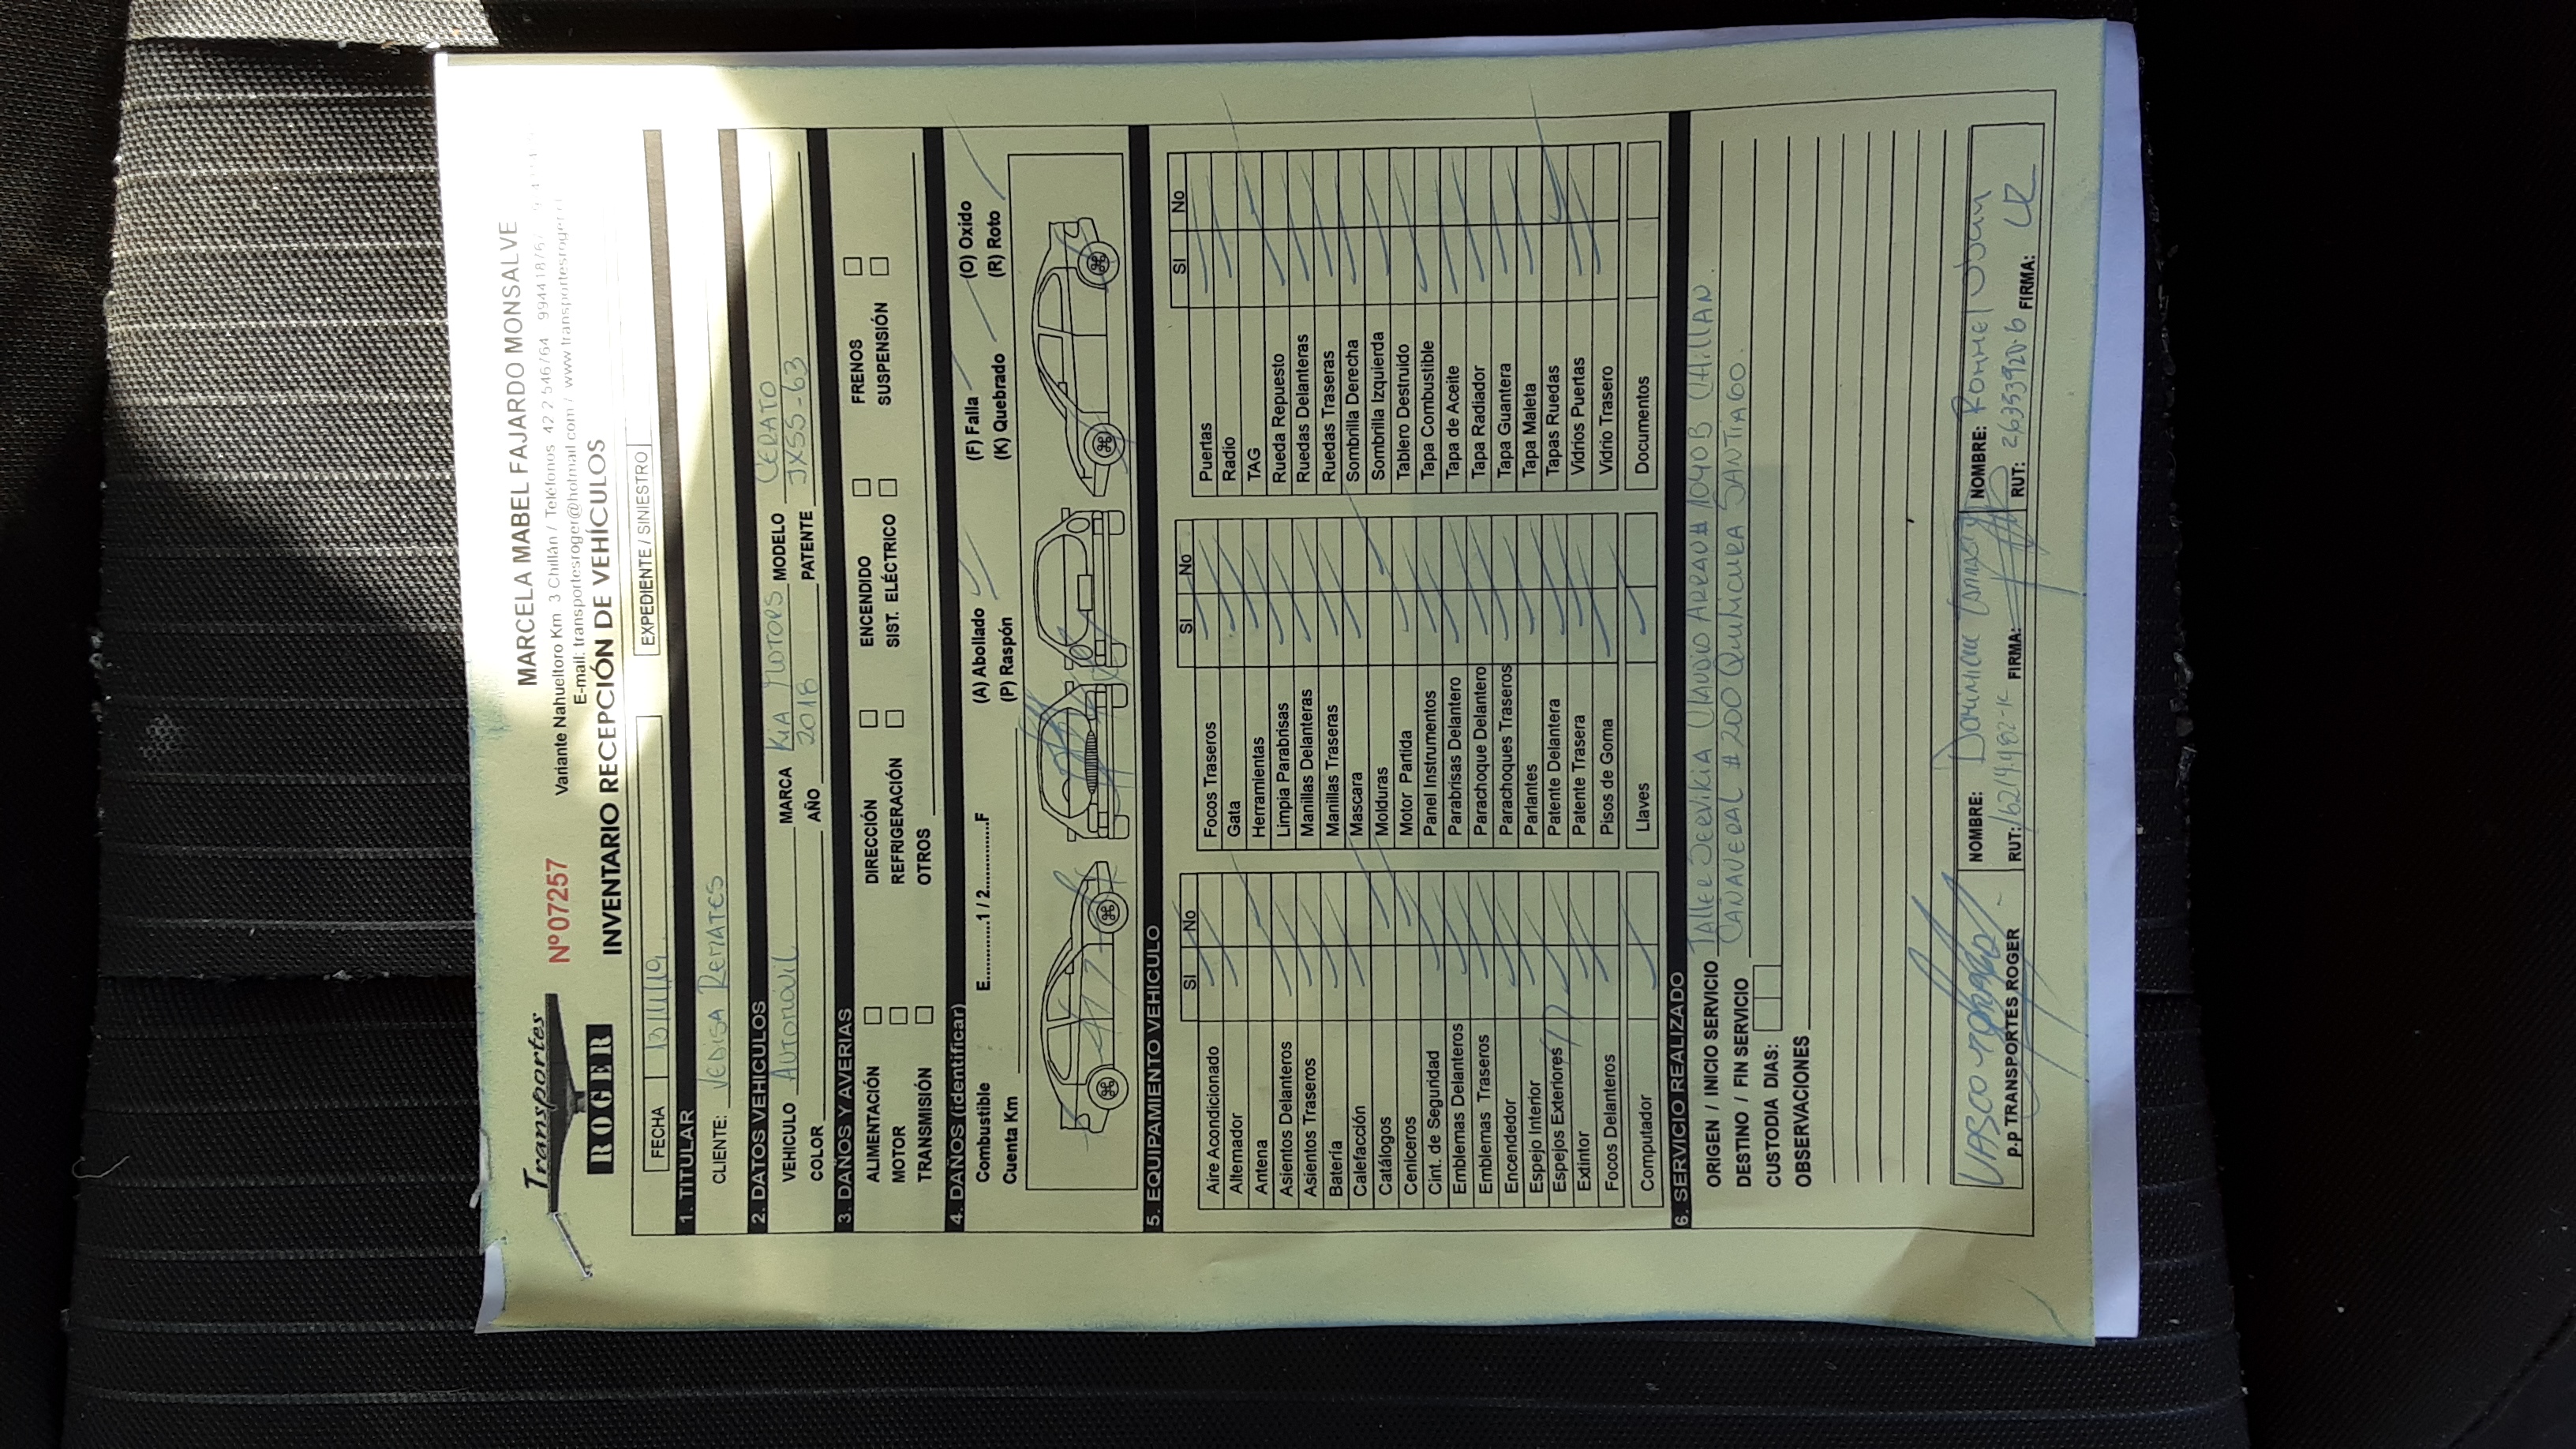 Transportes
ROGER
Nº 07257
MARCELA MABEL FAJARDO MONSALVE
Variante Nahueltoro Km 3 Chillán / Teléfonos 42 2 546764
E-mail: transportesroger@hotmail.com / www.transportesroger
INVENTARIO RECEPCIÓN DE VEHÍCULOS
FECHA
EXPEDIENTE / SINIESTRO
1. TITULAR
CLIENTE: VEDISA REMATES
2. DATOS VEHICULOS
VEHICULO AUTOMOVIL MARCA KIA MOTORS MODELO CERATO
COLOR AÑO 2018 PATENTE JXSS-63
3. DAÑOS Y AVERIAS
ALIMENTACIÓN DIRECCIÓN ENCENDIDO FRENOS
MOTOR REFRIGERACIÓN SIST. ELÉCTRICO SUSPENSIÓN
TRANSMISIÓN OTROS
4. DAÑOS (identificar)
Combustible E............1 / 2...............F (A) Abollado (F) Falla (O) Oxido
Cuenta Km (P) Raspón (K) Quebrado (R) Roto
5. EQUIPAMIENTO VEHICULO
SI No SI No SI No
Aire Acondicionado Focos Traseros Puertas
Alternador Gata Radio
Antena Herramientas TAG
Asientos Delanteros Limpia Parabrisas Rueda Repuesto
Asientos Traseros Manillas Delanteras Ruedas Delanteras
Batería Manillas Traseras Ruedas Traseras
Calefacción Mascara Sombrilla Derecha
Catálogos Molduras Sombrilla Izquierda
Ceniceros Motor Partida Tablero Destruido
Cint. de Seguridad Panel Instrumentos Tapa Combustible
Emblemas Delanteros Parabrisas Delantero Tapa de Aceite
Emblemas Traseros Parachoque Delantero Tapa Radiador
Encendedor Parachoques Traseros Tapa Guantera
Espejo Interior Parlantes Tapa Maleta
Espejos Exteriores Patente Delantera Tapas Ruedas
Extintor Patente Trasera Vidrios Puertas
Focos Delanteros Pisos de Goma Vidrio Trasero
Computador Llaves Documentos
6. SERVICIO REALIZADO
ORIGEN / INICIO SERVICIO Taller Servikia Claudio Arrau # 1040 B Chillan
DESTINO / FIN SERVICIO CAÑAVERAL # 200 Quilicura SANTIAGO.
CUSTODIA DIAS:
OBSERVACIONES
VASCO
p.p TRANSPORTES ROGER
NOMBRE: NOMBRE: Rommel
RUT: FIRMA: RUT: 26353920-6 FIRMA: